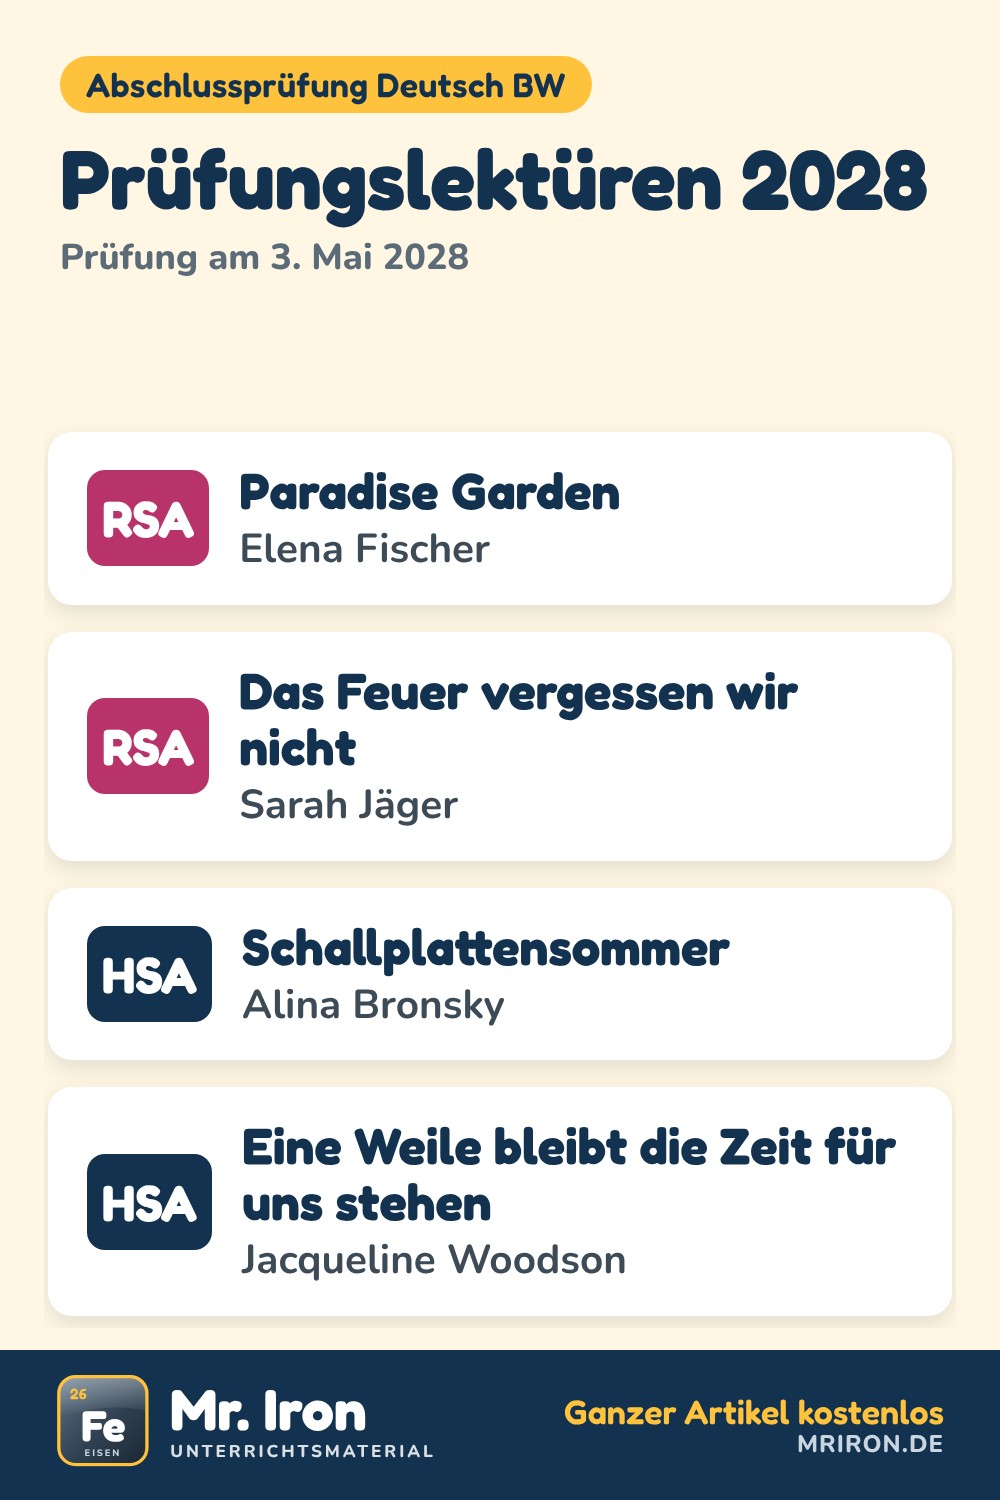 Abschlussprüfung Deutsch BW
Prüfungslektüren 2028
Prüfung am 3. Mai 2028
RSA
Paradise Garden
Elena Fischer
RSA
Das Feuer vergessen wir
nicht
Sarah Jäger
HSA
Schallplattensommer
Alina Bronsky
HSA
Eine Weile bleibt die Zeit für
uns stehen
Jacqueline Woodson
26
Fe
EISEN
Mr. Iron
UNTERRICHTSMATERIAL
Ganzer Artikel kostenlos
MRIRON.DE